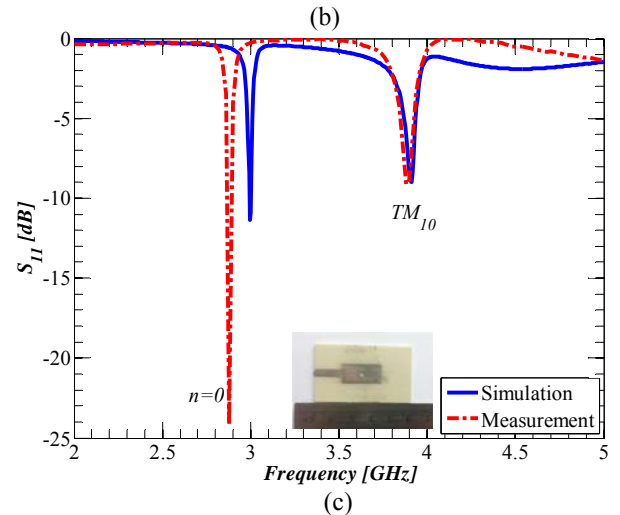 (b)
0
-5
-10
-15
-20
-25
S11 [dB]
TM10
n=0
Simulation
Measurement
2 2.5 3 3.5 4 4.5 5
Frequency [GHz]
(c)